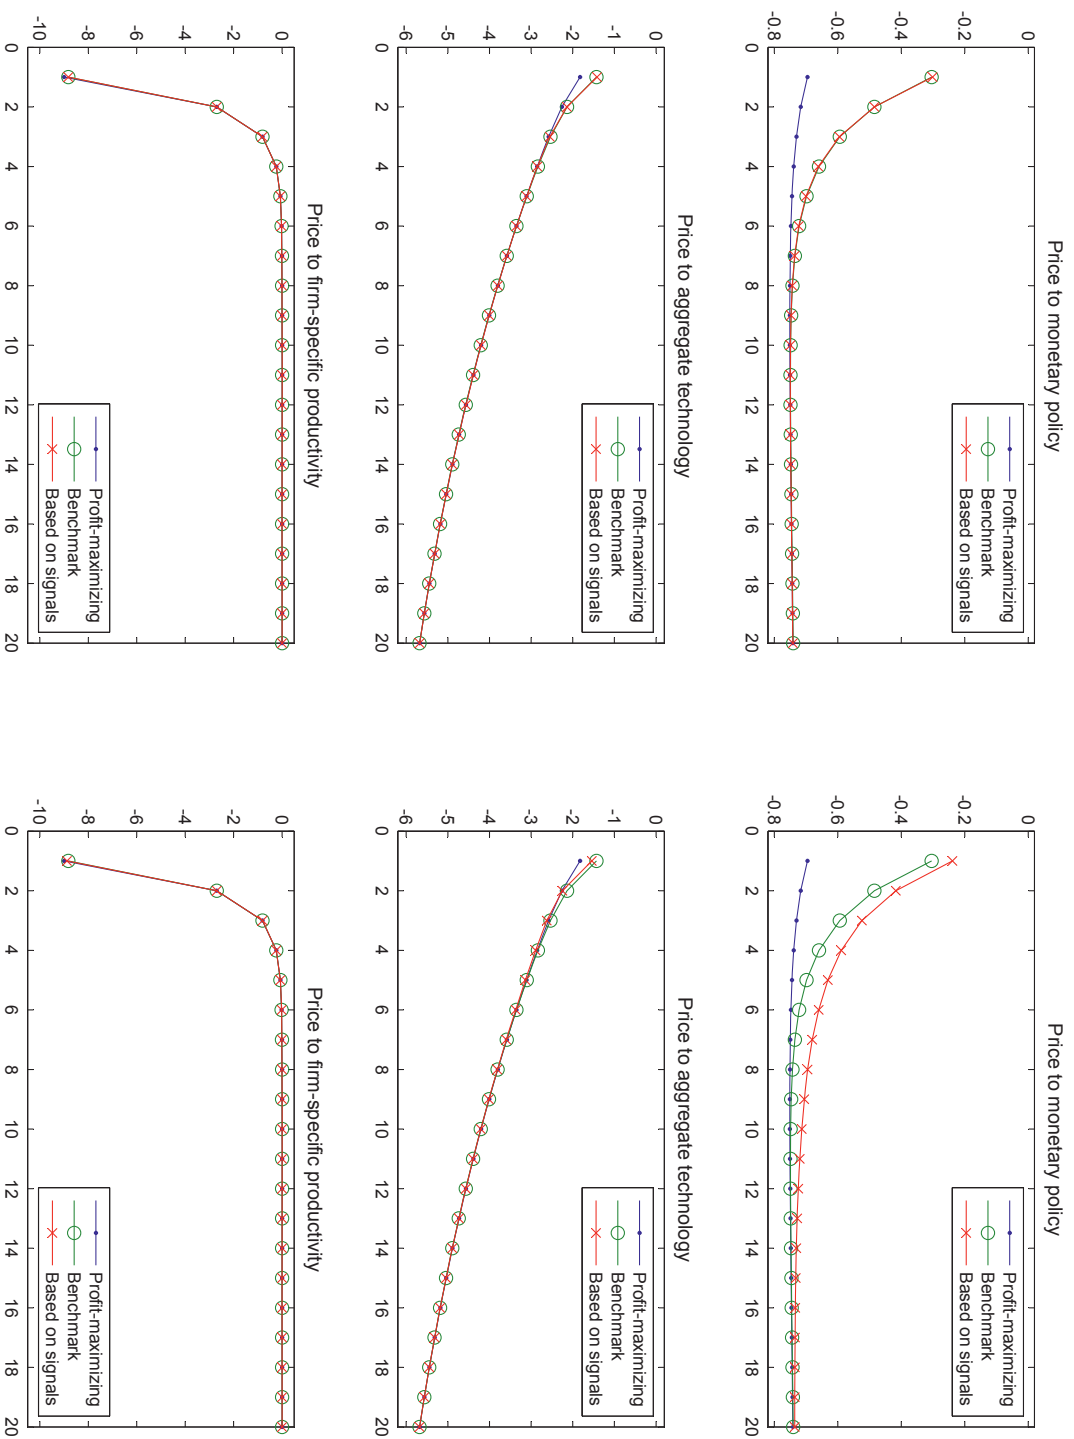 Price to monetary policy
0
-0.2
-0.4
-0.6
-0.8
Profit-maximizing
Benchmark
Based on signals
0 2 4 6 8 10 12 14 16 18 20
Price to monetary policy
0
-0.2
-0.4
-0.6
-0.8
Profit-maximizing
Benchmark
Based on signals
0 2 4 6 8 10 12 14 16 18 20
Price to aggregate technology
0
-1
-2
-3
-4
-5
-6
Profit-maximizing
Benchmark
Based on signals
0 2 4 6 8 10 12 14 16 18 20
Price to aggregate technology
0
-1
-2
-3
-4
-5
-6
Profit-maximizing
Benchmark
Based on signals
0 2 4 6 8 10 12 14 16 18 20
Price to firm-specific productivity
0
-2
-4
-6
-8
-10
Profit-maximizing
Benchmark
Based on signals
0 2 4 6 8 10 12 14 16 18 20
Price to firm-specific productivity
0
-2
-4
-6
-8
-10
Profit-maximizing
Benchmark
Based on signals
0 2 4 6 8 10 12 14 16 18 20